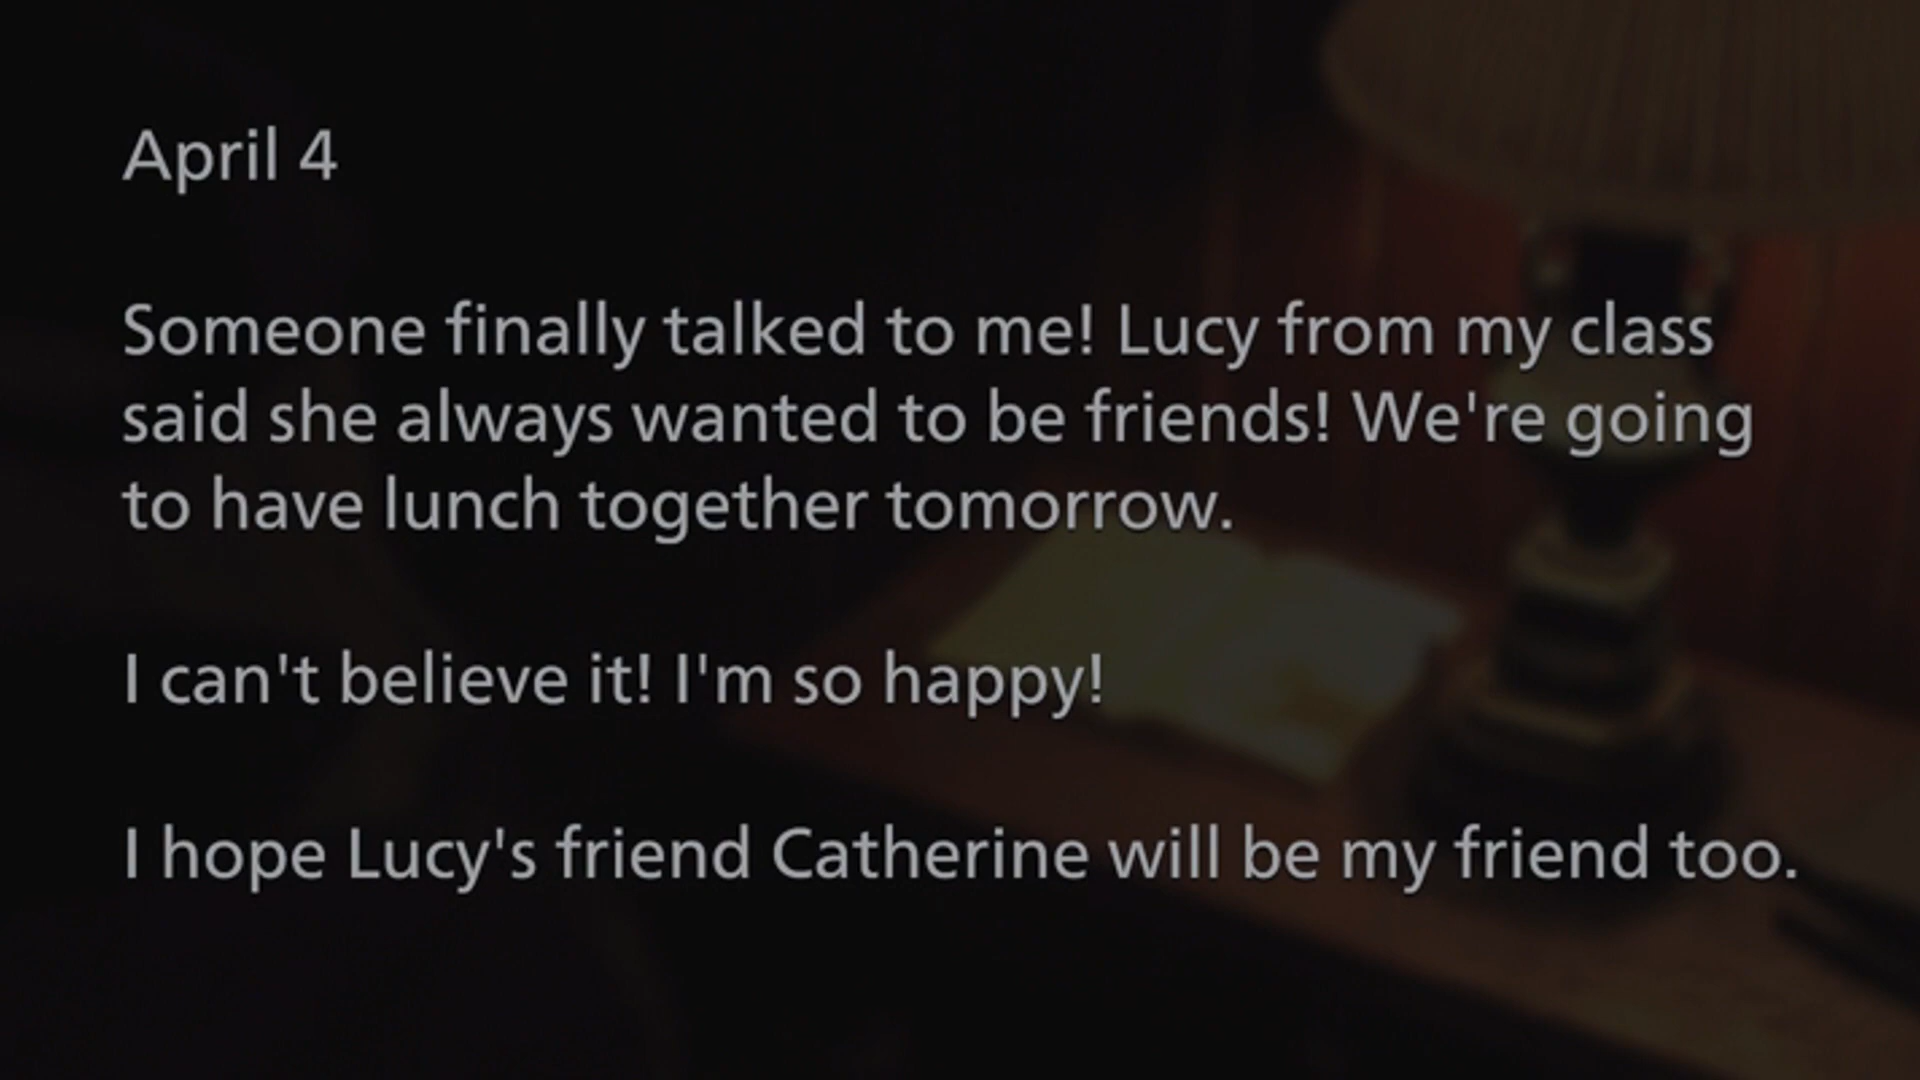 April 4
Someone finally talked to me! Lucy from my class
said she always wanted to be friends! We're going
to have lunch together tomorrow.
I can't believe it! I'm so happy!
I hope Lucy's friend Catherine will be my friend too.